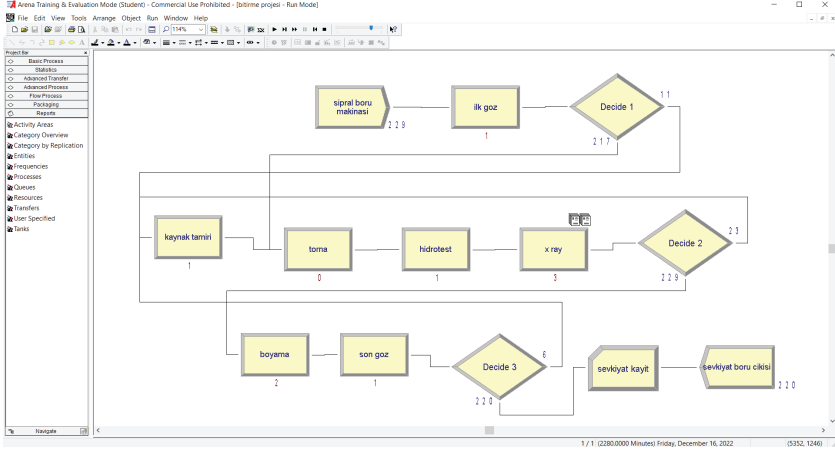 Arena Training & Evaluation Mode (Student) - Commercial Use Prohibited - [bitirme projesi - Run Mode]
File Edit View Tools Arrange Object Run Window Help
114%
Project Bar
Basic Process
Statistics
Advanced Transfer
Advanced Process
Flow Process
Packaging
Reports
Activity Areas
Category Overview
Category by Replication
Entities
Frequencies
Processes
Queues
Resources
Transfers
User Specified
Tanks
Navigate
sipral boru
makinasi
229
ilk goz
1
Decide 1
11
217
kaynak tamiri
1
torna
0
hidrotest
1
x ray
3
Decide 2
23
229
boyama
2
son goz
1
Decide 3
6
220
sevkiyat kayit
sevkiyat boru cikisi
220
1 / 1 (2280.0000 Minutes) Friday, December 16, 2022
(5352, 1246)